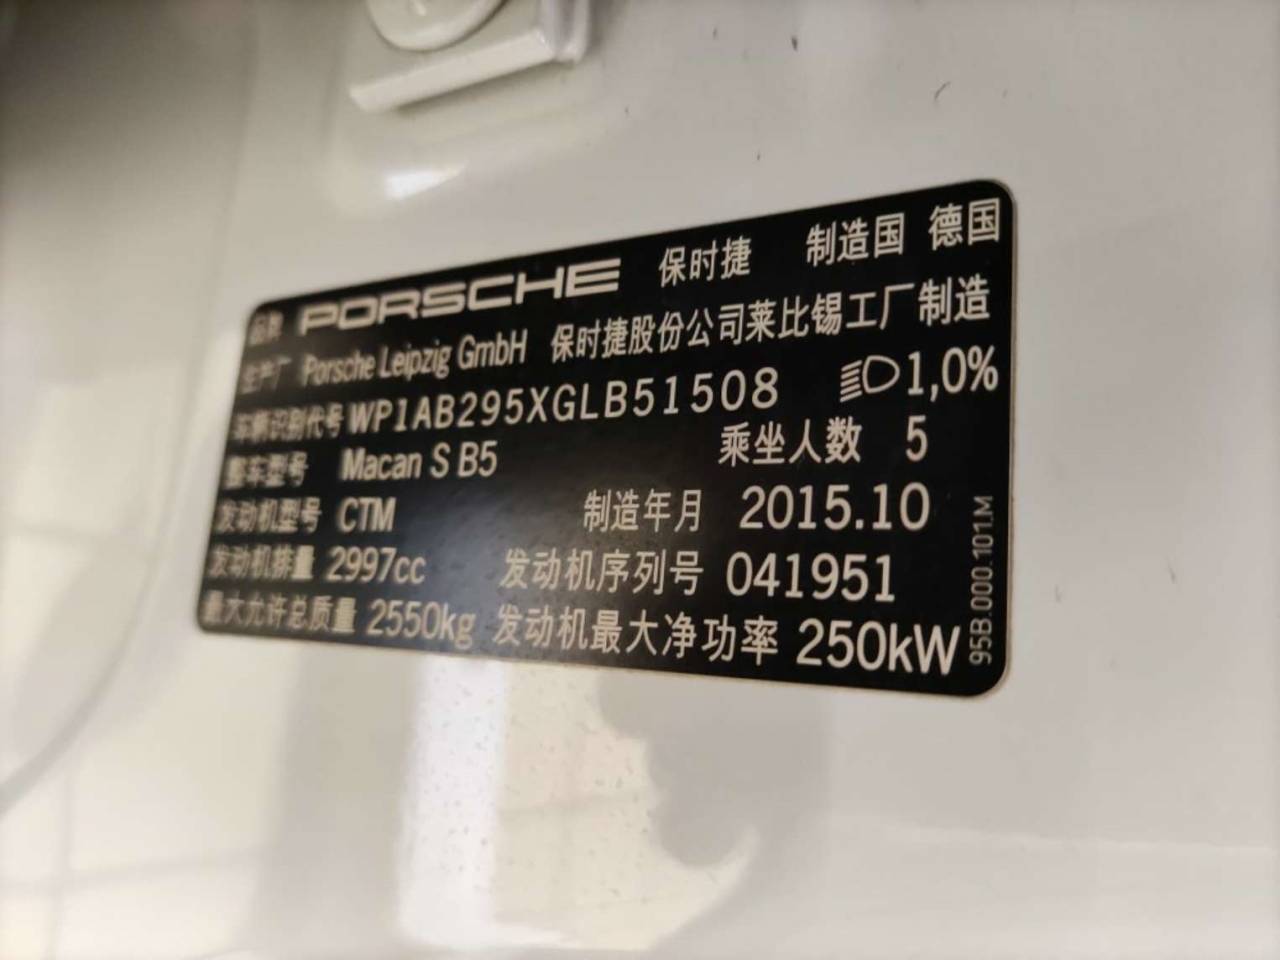 品牌 PORSCHE 保时捷 制造国 德国
生产厂 Porsche Leipzig GmbH 保时捷股份公司莱比锡工厂制造
车辆识别代号 WP1AB295XGLB51508 1,0%
整车型号 Macan S B5 乘坐人数 5
发动机型号 CTM 制造年月 2015.10
发动机排量 2997cc 发动机序列号 041951
最大允许总质量 2550kg 发动机最大净功率 250kW
95B.000.101.M